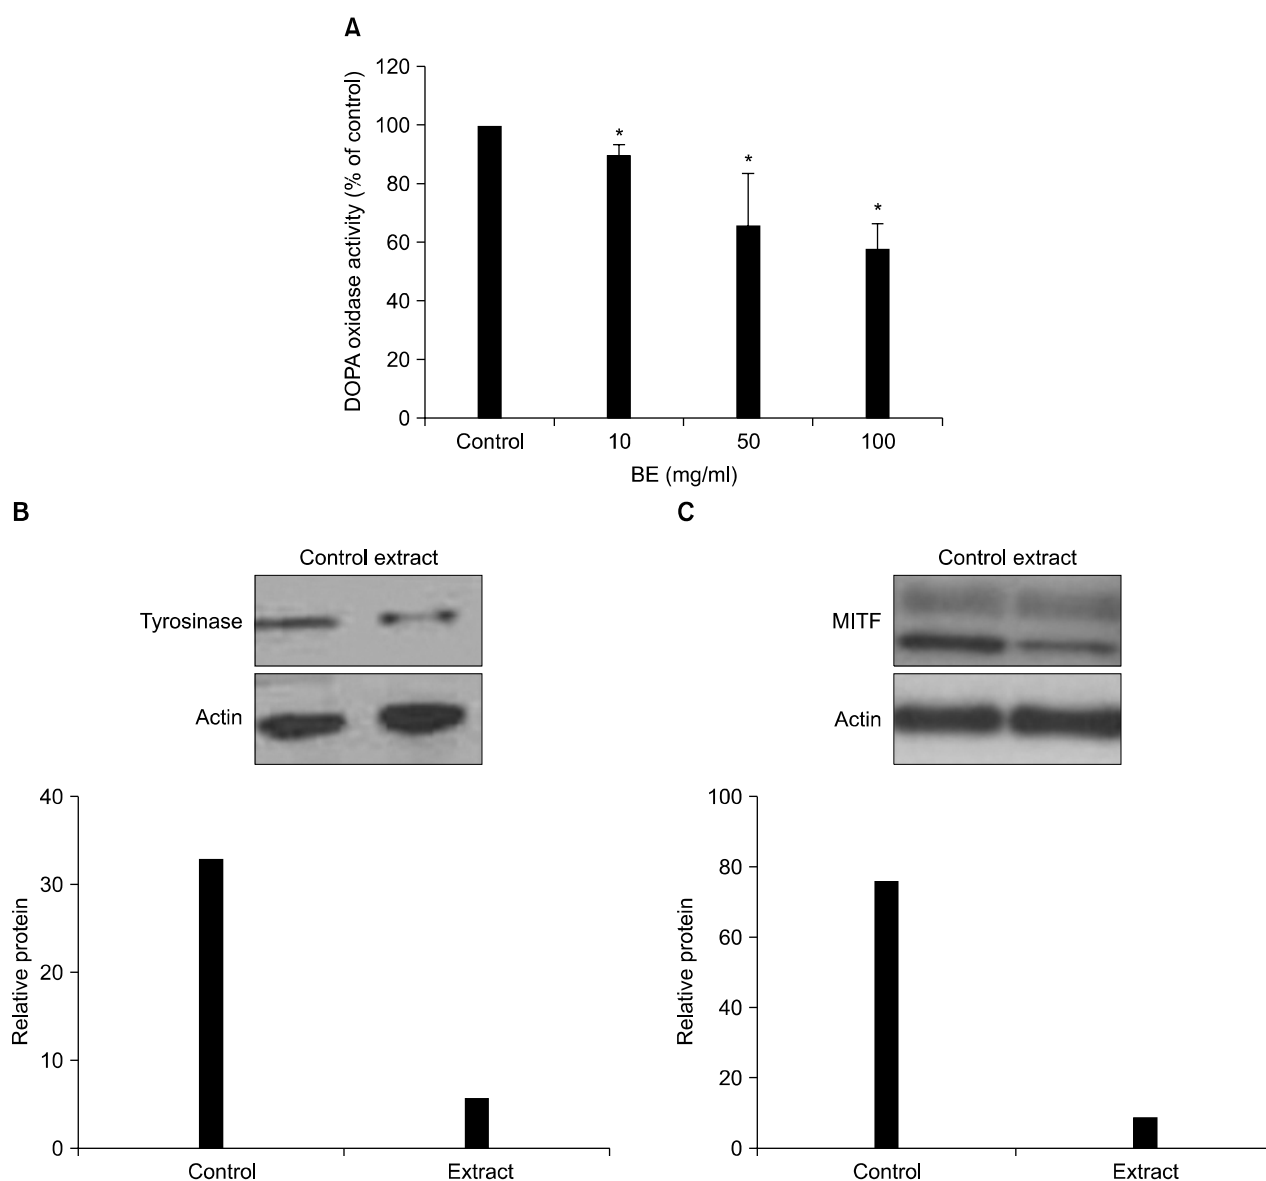 A
DOPA oxidase activity (% of control)
120
100
80
60
40
20
0
*
*
*
Control 10 50 100
BE (mg/ml)
B
Control extract
Tyrosinase
Actin
Relative protein
40
30
20
10
0
Control Extract
C
Control extract
MITF
Actin
Relative protein
100
80
60
40
20
0
Control Extract